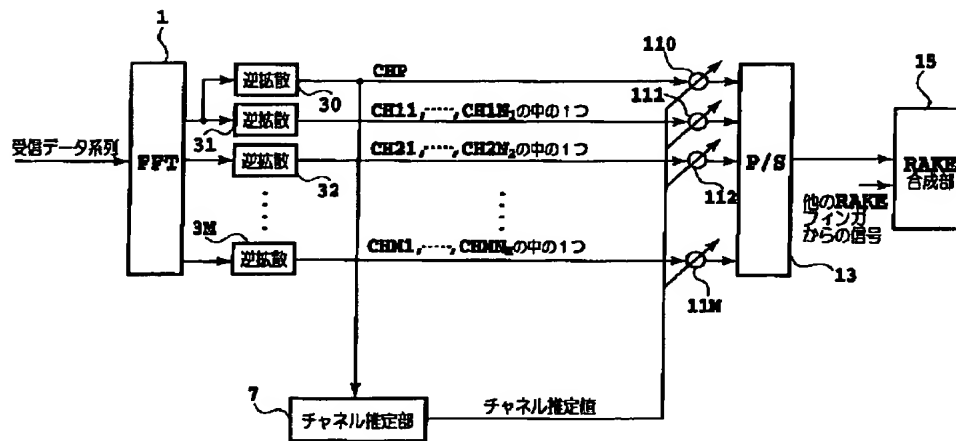 1
110
15
逆拡散
CHP
30
111
逆拡散
CH11,·····,CH1N₁の中の1つ
31
受信データ系列
FFT
逆拡散
CH21,·····,CH2N₂の中の1つ
32
112
P/S
RAKE
合成部
他のRAKE
フィンガ
からの信号
3M
逆拡散
CHM1,·····,CHMNₘの中の1つ
11M
13
7
チャネル推定部
チャネル推定値